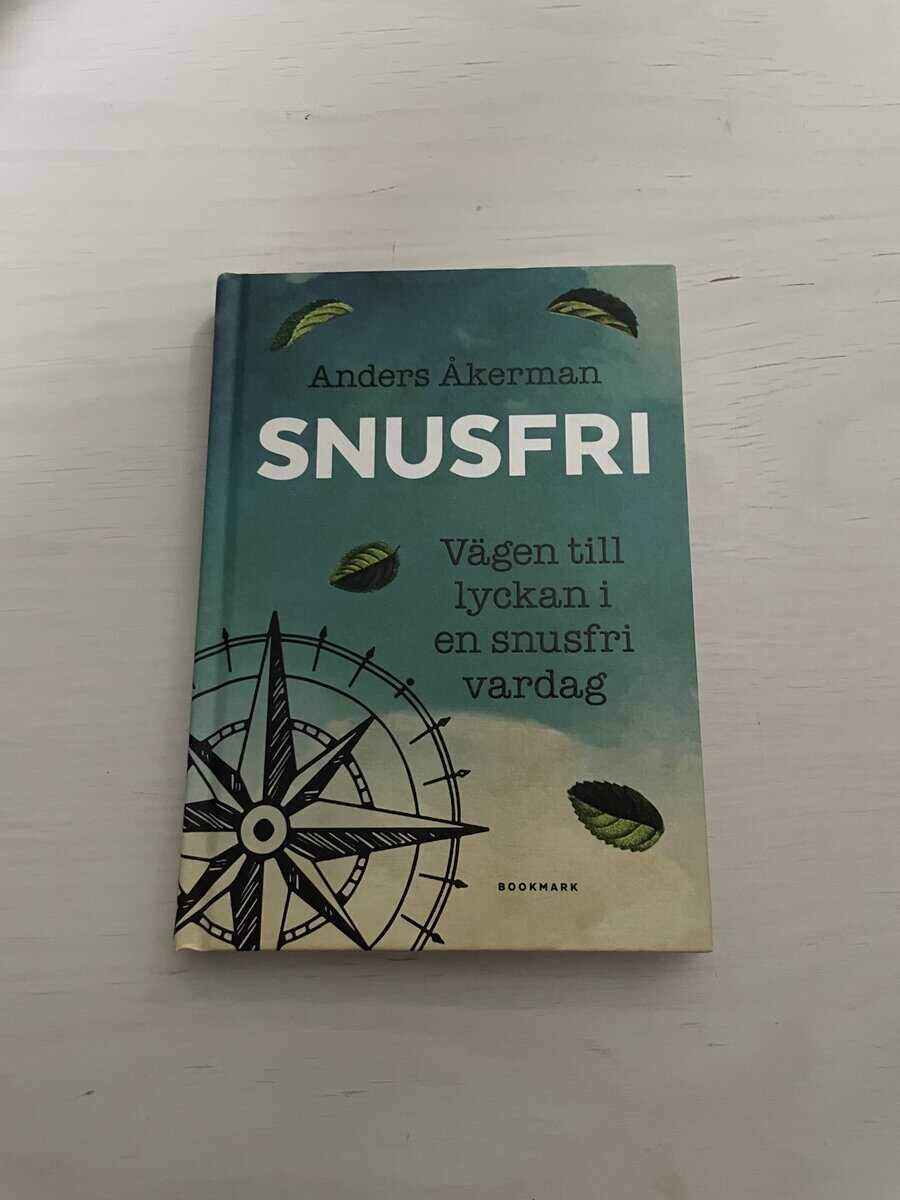 Anders Åkerman
SNUSFRI
Vägen till
lyckan i
en snusfri
vardag
BOOKMARK